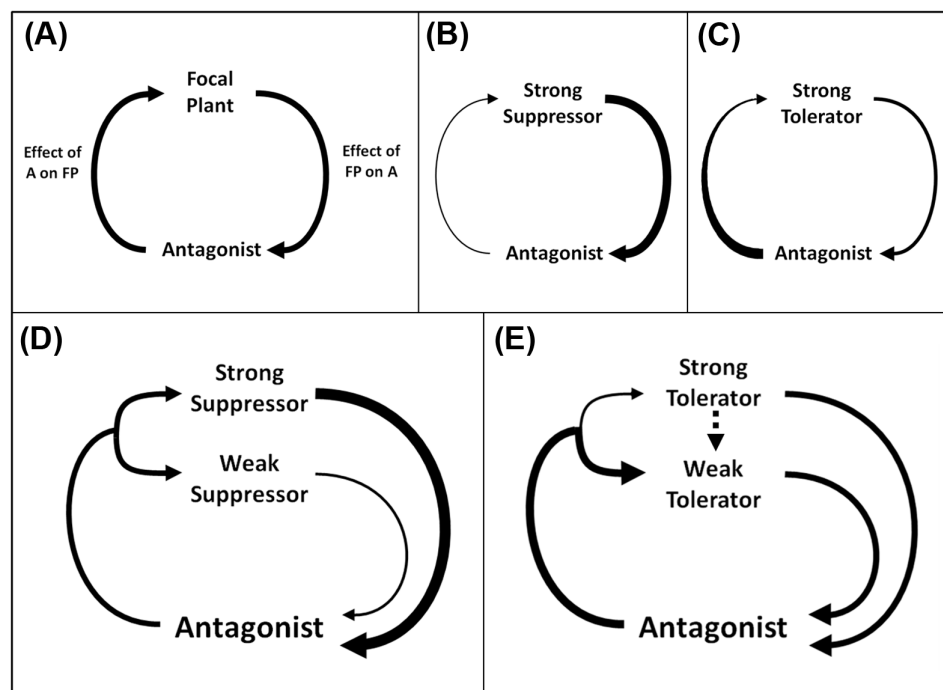 (A)
Focal
Plant
Effect of
A on FP
Effect of
FP on A
Antagonist
(B)
Strong
Suppressor
Antagonist
(C)
Strong
Tolerator
Antagonist
(D)
Strong
Suppressor
Weak
Suppressor
Antagonist
(E)
Strong
Tolerator
Weak
Tolerator
Antagonist